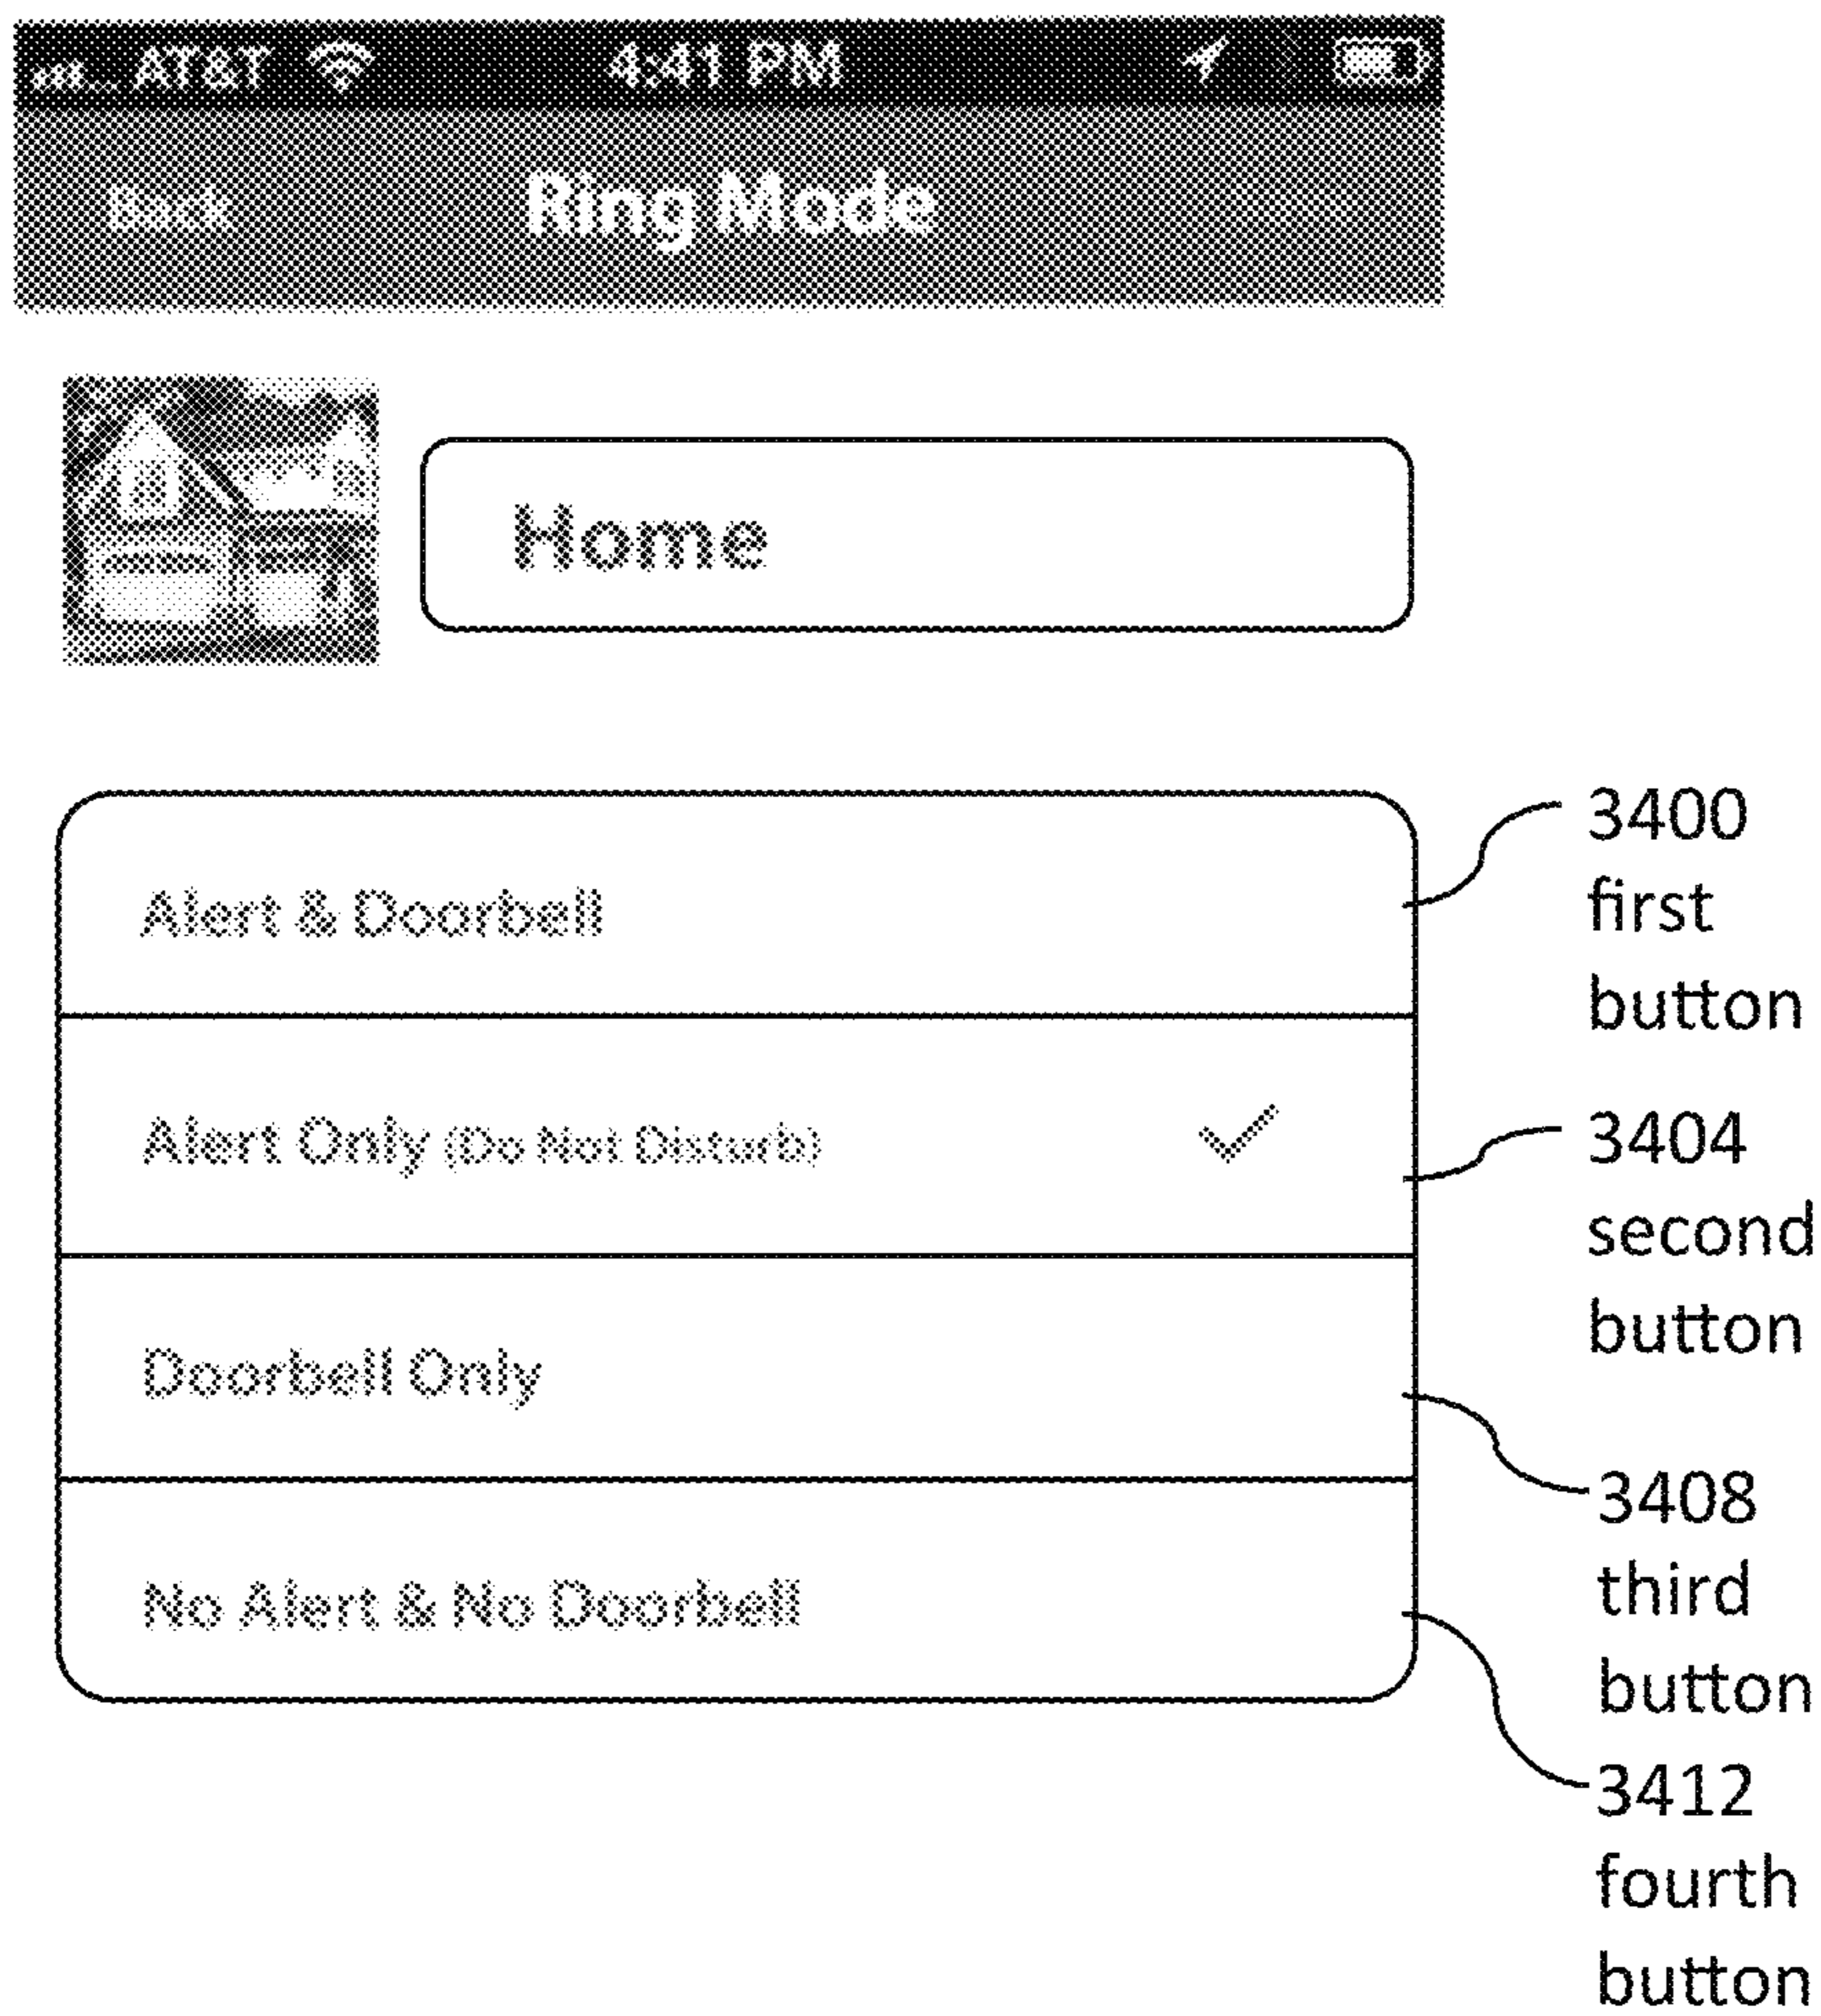 AT&T 4:41 PM
Back Ring Mode
Home
Alert & Doorbell
3400
first
button
Alert Only (Do Not Disturb)
3404
second
button
Doorbell Only
3408
third
button
No Alert & No Doorbell
3412
fourth
button